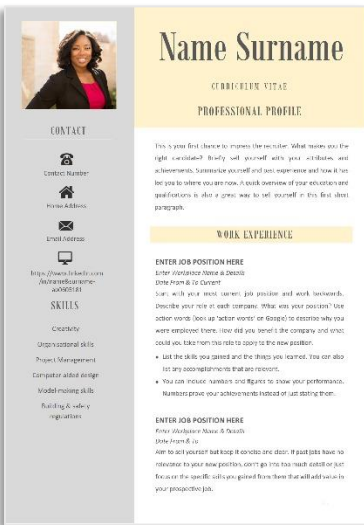 Name Surname
CURRICULUM VITAE
PROFESSIONAL PROFILE
This is your first chance to impress the recruiter. What makes you the
right candidate? Briefly sell yourself with your attributes and
achievements. Summarize yourself and past experience and how it has
led you to where you are now. A quick overview of your education and
qualifications is also a great way to sell yourself in this first short
paragraph.
WORK EXPERIENCE
ENTER JOB POSITION HERE
Enter Workplace Name & Details
Date From & To Current
Start with your most current job position and work backwards.
Describe your role at each company. What was your position? Use
action words (look up 'action words' on Google) to describe why you
were employed there. How did you benefit the company and what
could you take from this role to apply to the new position.
• List the skills you gained and the things you learned. You can also
list any accomplishments that are relevant.
• You can include numbers and figures to show your performance.
Numbers prove your achievements instead of just stating them.
ENTER JOB POSITION HERE
Enter Workplace Name & Details
Date From & To
Aim to sell yourself but keep it concise and clear. If past jobs have no
relevance to your new position, don't go into too much detail or just
focus on the specific skills you gained from them that will add value in
your prospective job.
CONTACT
Contact Number
Home Address
Email Address
https://www.linkedin.com
/in/name&surname-
SKILLS
Creativity
Organisational skills
Project Management
Computer aided design
Model-making skills
Building & safety
regulations